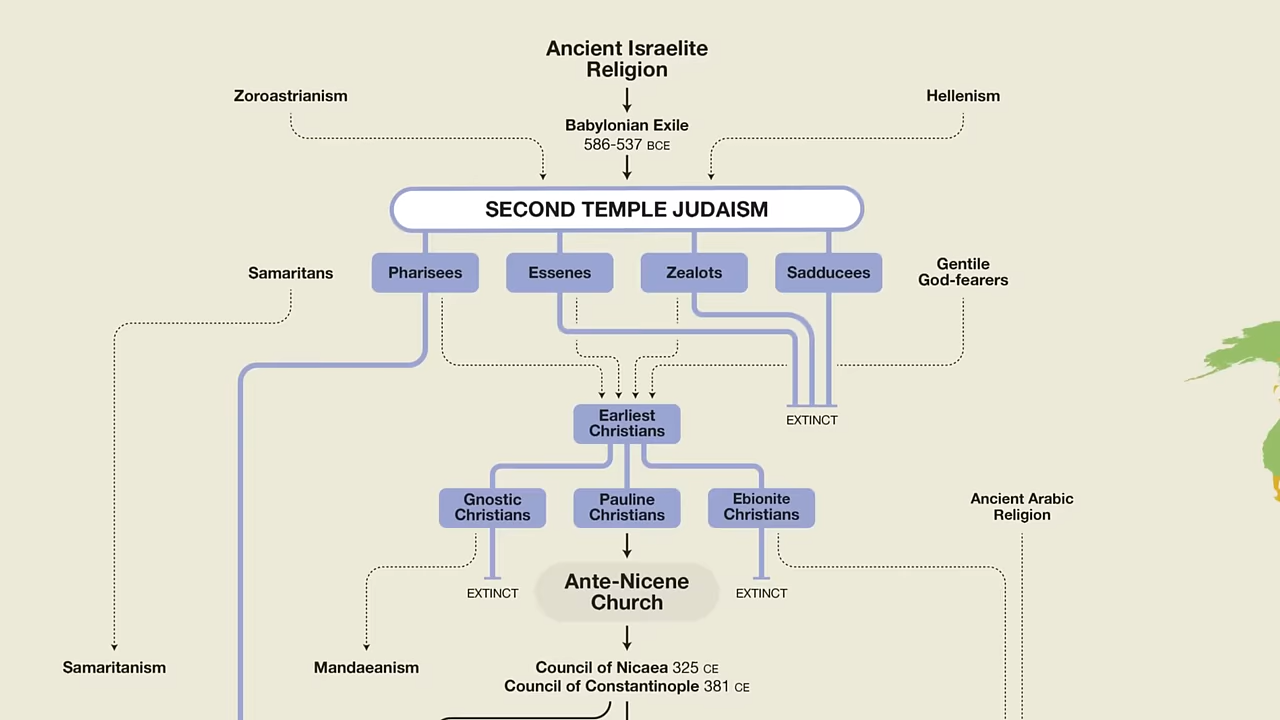 Ancient Israelite
Religion
Zoroastrianism
Hellenism
Babylonian Exile
586-537 BCE
SECOND TEMPLE JUDAISM
Samaritans
Pharisees
Essenes
Zealots
Sadducees
Gentile
God-fearers
Earliest
Christians
EXTINCT
Gnostic
Christians
Pauline
Christians
Ebionite
Christians
Ancient Arabic
Religion
EXTINCT
Ante-Nicene
Church
EXTINCT
Samaritanism
Mandaeanism
Council of Nicaea 325 CE
Council of Constantinople 381 CE